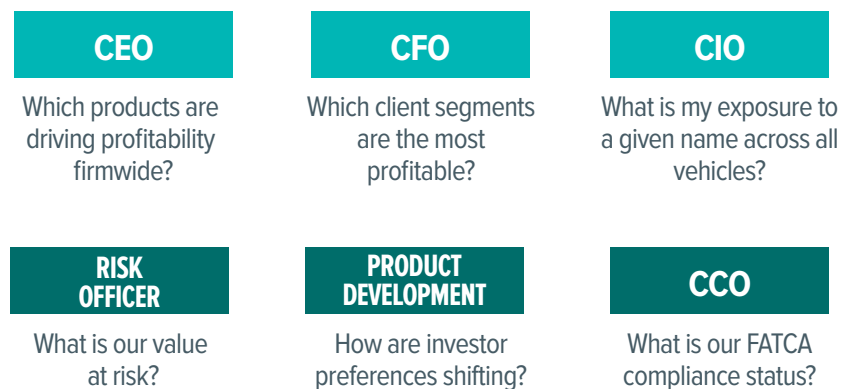 CEO
Which products are
driving profitability
firmwide?
CFO
Which client segments
are the most
profitable?
CIO
What is my exposure to
a given name across all
vehicles?
RISK
OFFICER
What is our value
at risk?
PRODUCT
DEVELOPMENT
How are investor
preferences shifting?
CCO
What is our FATCA
compliance status?